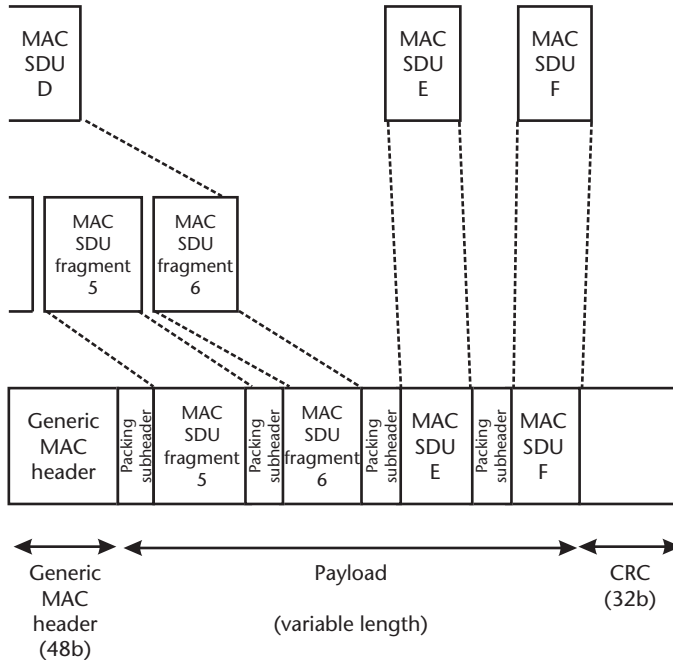 MAC
SDU
D
MAC
SDU
E
MAC
SDU
F
MAC
SDU
fragment
5
MAC
SDU
fragment
6
Generic
MAC
header
Packing
subheader
MAC
SDU
fragment
5
Packing
subheader
MAC
SDU
fragment
6
Packing
subheader
MAC
SDU
E
Packing
subheader
MAC
SDU
F
Generic
MAC
header
(48b)
Payload
(variable length)
CRC
(32b)